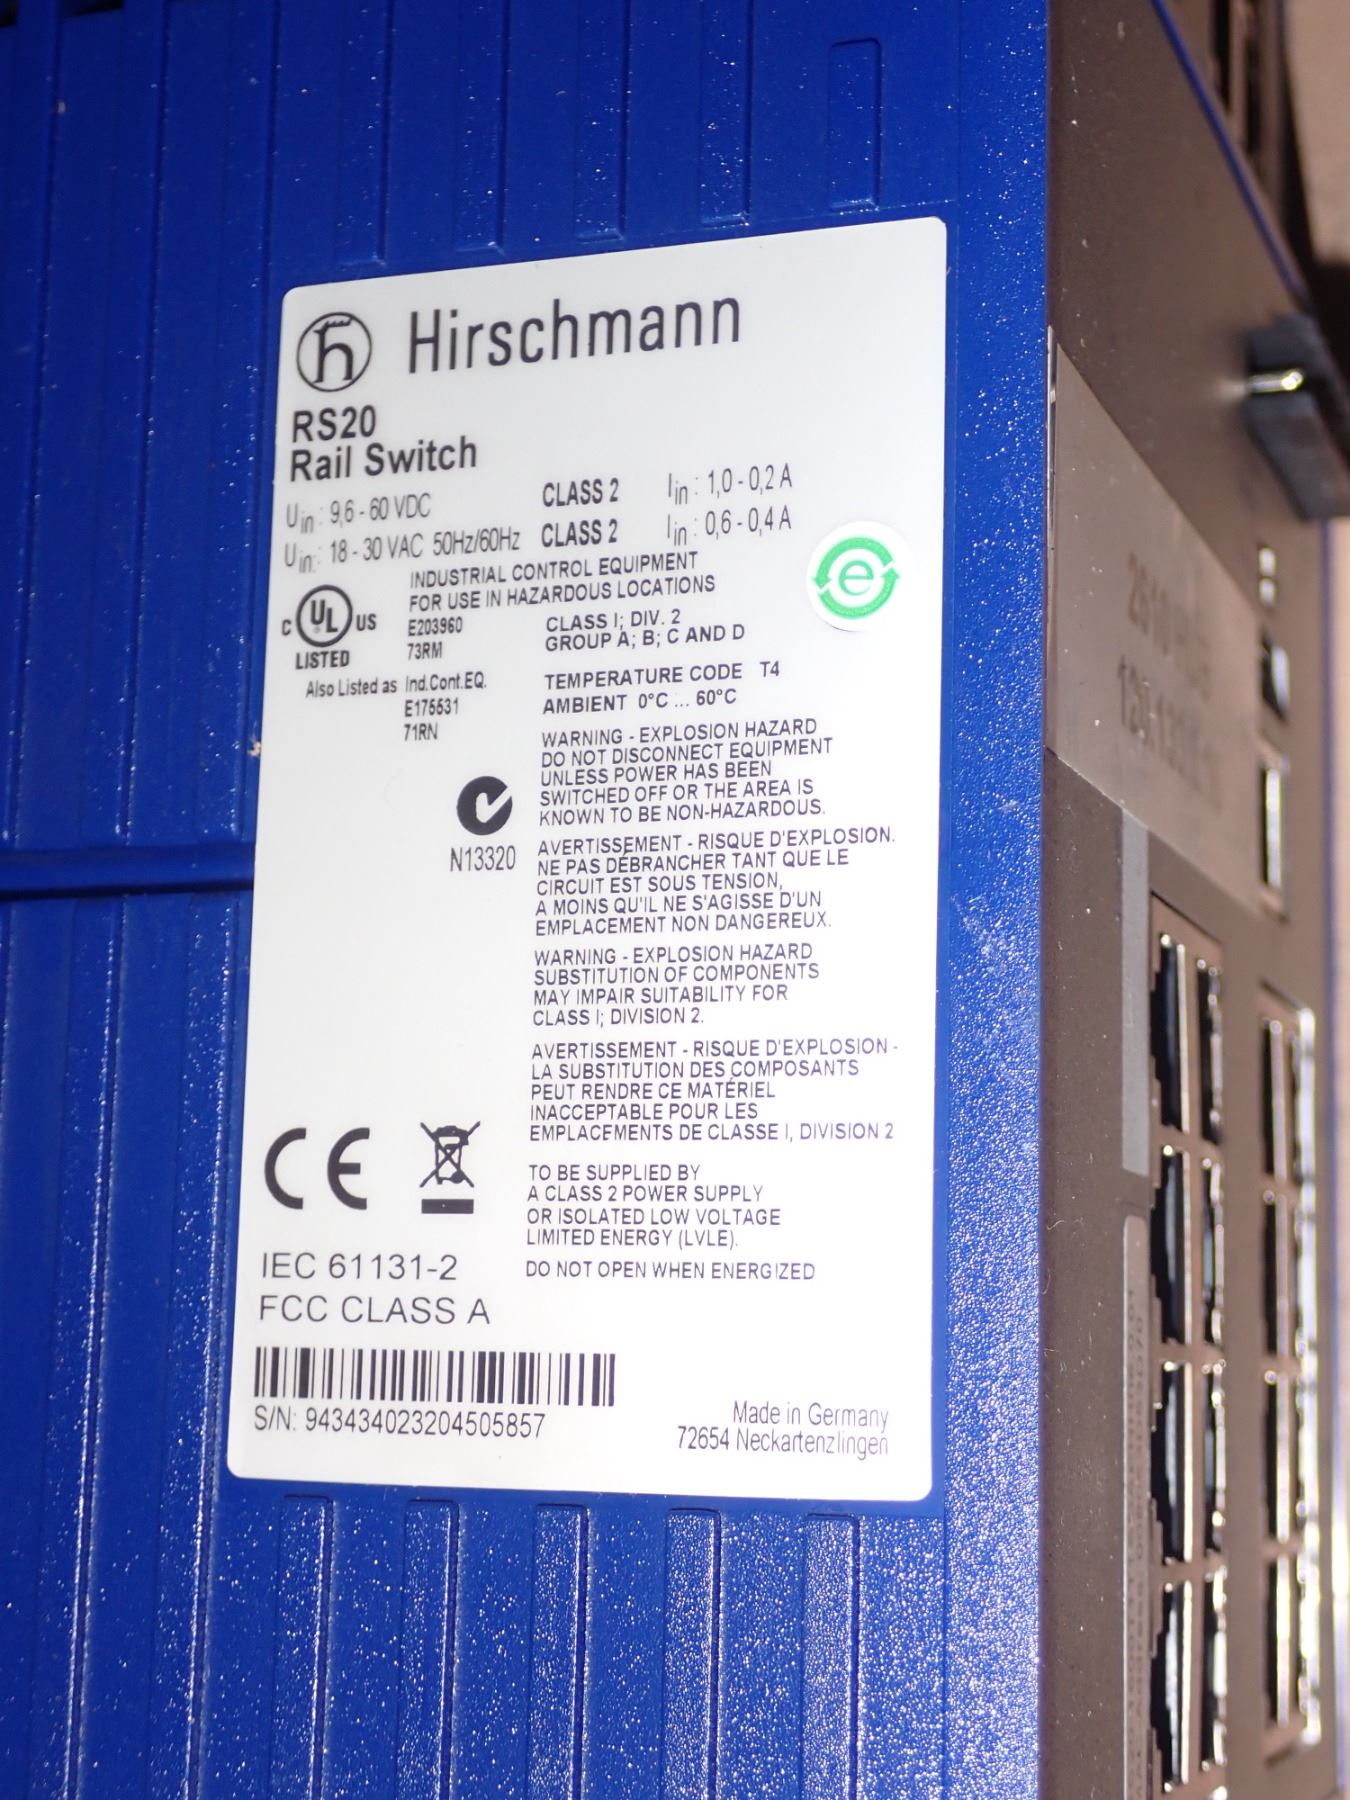 Hirschmann
RS20
Rail Switch
Uin: 9,6 - 60 VDC CLASS 2 Iin: 1,0 - 0,2 A
Uin: 18 - 30 VAC 50Hz/60Hz CLASS 2 Iin: 0,6 - 0,4 A
INDUSTRIAL CONTROL EQUIPMENT
FOR USE IN HAZARDOUS LOCATIONS
C UL US
LISTED
E203960
73RM
Also Listed as Ind.Cont.EQ.
E175531
71RN
CLASS I; DIV. 2
GROUP A; B; C AND D
TEMPERATURE CODE T4
AMBIENT 0°C ... 60°C
e
WARNING - EXPLOSION HAZARD
DO NOT DISCONNECT EQUIPMENT
UNLESS POWER HAS BEEN
SWITCHED OFF OR THE AREA IS
KNOWN TO BE NON-HAZARDOUS.
N13320
AVERTISSEMENT - RISQUE D'EXPLOSION.
NE PAS DÉBRANCHER TANT QUE LE
CIRCUIT EST SOUS TENSION,
A MOINS QU'IL NE S'AGISSE D'UN
EMPLACEMENT NON DANGEREUX.
WARNING - EXPLOSION HAZARD
SUBSTITUTION OF COMPONENTS
MAY IMPAIR SUITABILITY FOR
CLASS I; DIVISION 2.
AVERTISSEMENT - RISQUE D'EXPLOSION -
LA SUBSTITUTION DES COMPOSANTS
PEUT RENDRE CE MATÉRIEL
INACCEPTABLE POUR LES
EMPLACEMENTS DE CLASSE I, DIVISION 2
TO BE SUPPLIED BY
A CLASS 2 POWER SUPPLY
OR ISOLATED LOW VOLTAGE
LIMITED ENERGY (LVLE).
DO NOT OPEN WHEN ENERGIZED
CE
IEC 61131-2
FCC CLASS A
S/N: 943434023204505857
Made in Germany
72654 Neckartenzlingen